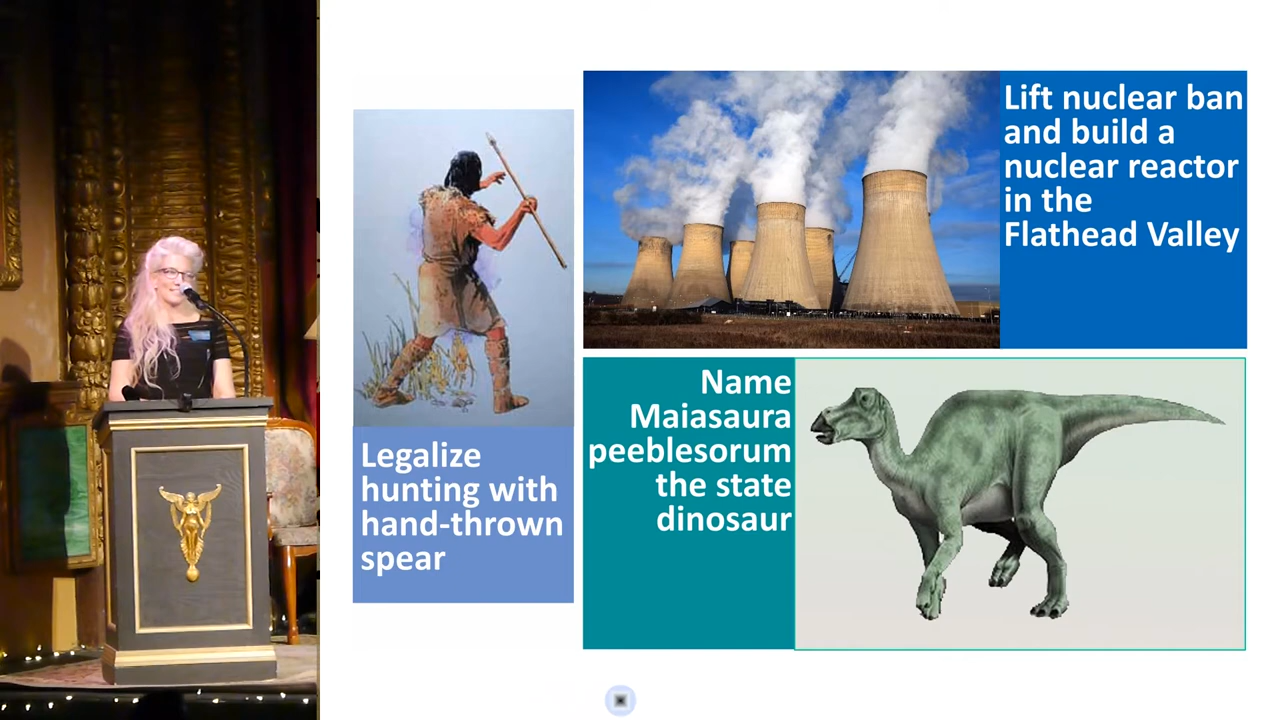 Legalize
hunting with
hand-thrown
spear
Lift nuclear ban
and build a
nuclear reactor
in the
Flathead Valley
Name
Maiasaura
peeblesorum
the state
dinosaur